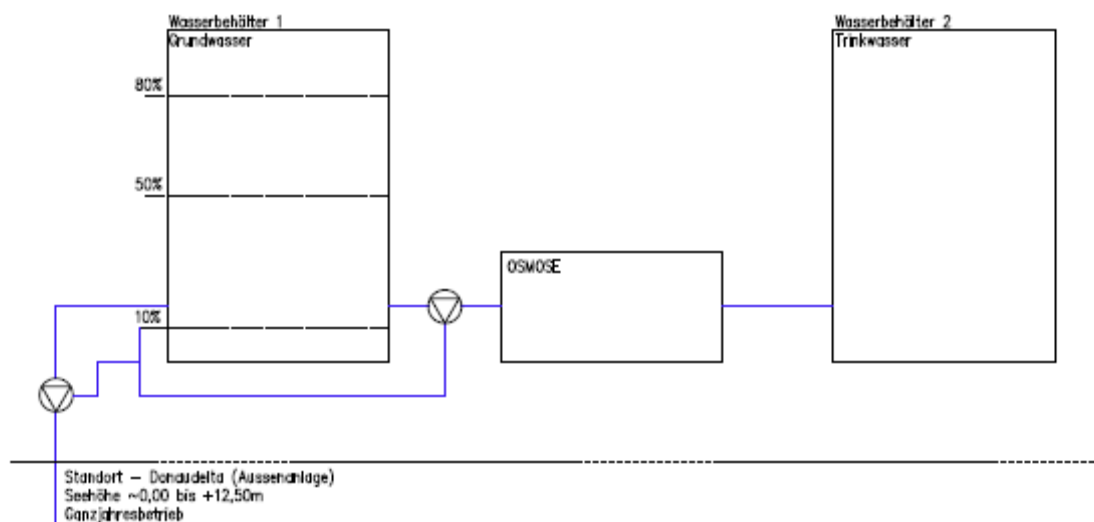 Wasserbehälter 1
Grundwasser
80%
50%
10%
OSMOSE
Wasserbehälter 2
Trinkwasser
Standort – Donaudelta (Aussenanlage)
Seehöhe ~0,00 bis +12,50m
Ganzjahresbetrieb